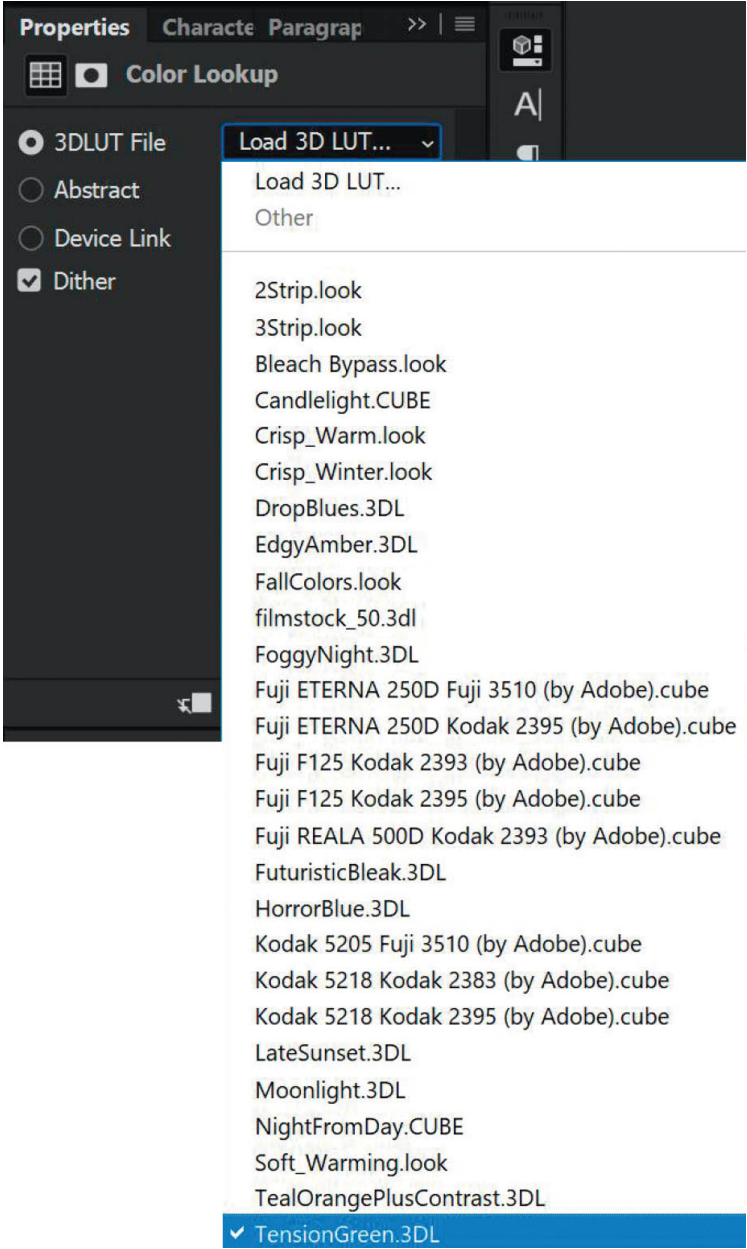 Properties Characte Paragrap
Color Lookup
3DLUT File Load 3D LUT...
Abstract
Device Link
Dither
A
Load 3D LUT...
Other
2Strip.look
3Strip.look
Bleach Bypass.look
Candlelight.CUBE
Crisp_Warm.look
Crisp_Winter.look
DropBlues.3DL
EdgyAmber.3DL
FallColors.look
filmstock_50.3dl
FoggyNight.3DL
Fuji ETERNA 250D Fuji 3510 (by Adobe).cube
Fuji ETERNA 250D Kodak 2395 (by Adobe).cube
Fuji F125 Kodak 2393 (by Adobe).cube
Fuji F125 Kodak 2395 (by Adobe).cube
Fuji REALA 500D Kodak 2393 (by Adobe).cube
FuturisticBleak.3DL
HorrorBlue.3DL
Kodak 5205 Fuji 3510 (by Adobe).cube
Kodak 5218 Kodak 2383 (by Adobe).cube
Kodak 5218 Kodak 2395 (by Adobe).cube
LateSunset.3DL
Moonlight.3DL
NightFromDay.CUBE
Soft_Warming.look
TealOrangePlusContrast.3DL
TensionGreen.3DL